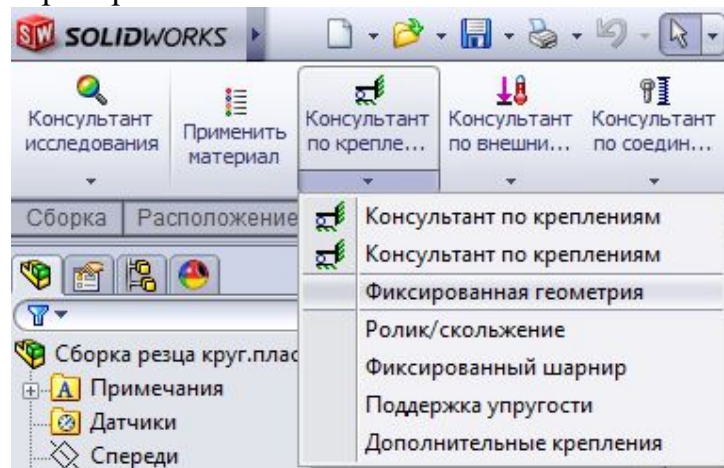 SOLIDWORKS
Консультант исследования
Применить материал
Консультант по крепле...
Консультант по внешни...
Консультант по соедин...
Сборка
Расположение
Консультант по креплениям
Консультант по креплениям
Фиксированная геометрия
Ролик/скольжение
Фиксированный шарнир
Поддержка упругости
Дополнительные крепления
Сборка резца круг.плас
Примечания
Датчики
Спереди